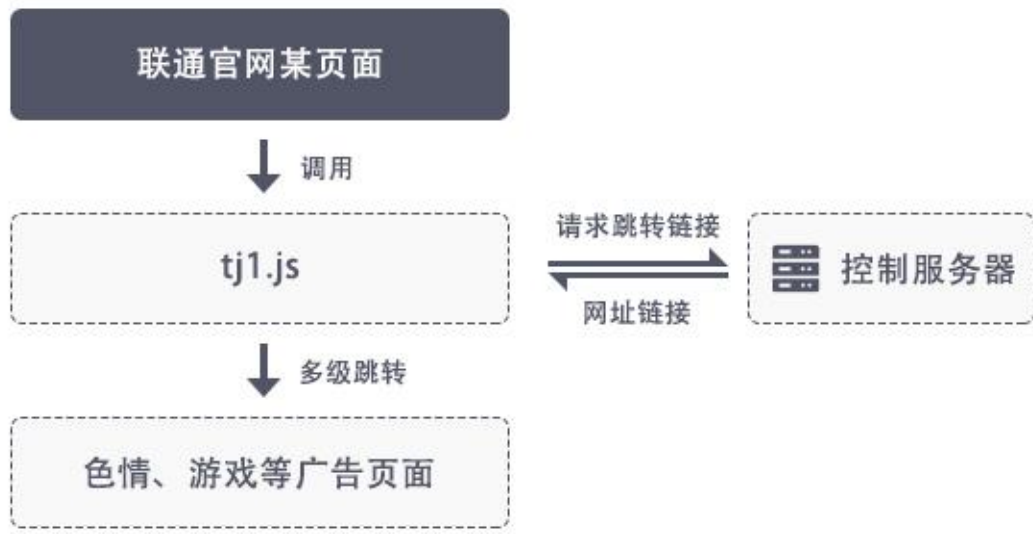 联通官网某页面
调用
tj1.js
请求跳转链接
网址链接
控制服务器
多级跳转
色情、游戏等广告页面